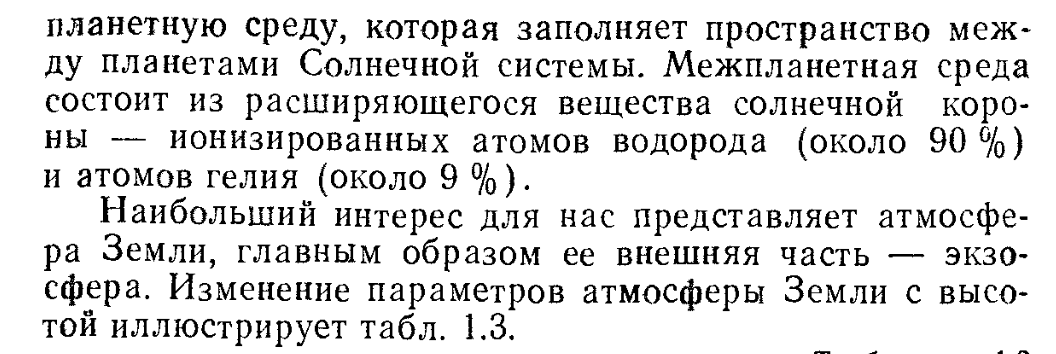 планетную среду, которая заполняет пространство меж-
ду планетами Солнечной системы. Межпланетная среда
состоит из расширяющегося вещества солнечной коро-
ны — ионизированных атомов водорода (около 90 %)
и атомов гелия (около 9 %).
Наибольший интерес для нас представляет атмосфе-
ра Земли, главным образом ее внешняя часть — экзо-
сфера. Изменение параметров атмосферы Земли с высо-
той иллюстрирует табл. 1.3.